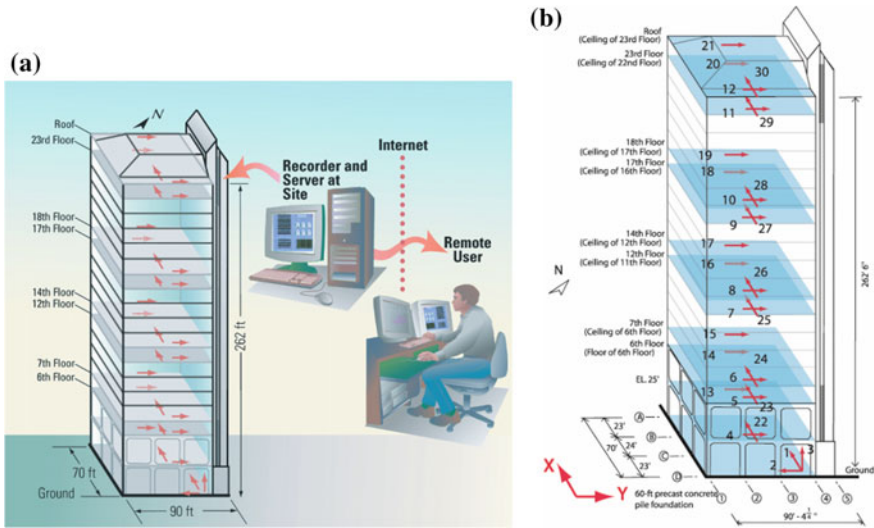 (a)
N
Roof
23rd Floor
18th Floor
17th Floor
14th Floor
12th Floor
7th Floor
6th Floor
70 ft
Ground
90 ft
262 ft
Recorder and
Server at
Site
Internet
Remote
User
(b)
Roof
(Ceiling of 23rd Floor)
23rd Floor
(Ceiling of 22nd Floor)
18th Floor
(Ceiling of 17th Floor)
17th Floor
(Ceiling of 16th Floor)
14th Floor
(Ceiling of 12th Floor)
12th Floor
(Ceiling of 11th Floor)
7th Floor
(Ceiling of 6th Floor)
6th Floor
(Floor of 6th Floor)
EL. 25'
N
21
20
30
12
11
29
19
18
28
10
9
27
17
16
26
8
7
25
15
14
24
6
13
5
23
22
4
1
3
2
262' 6"
Ground
A
B
C
D
23'
24'
23'
70'
X
Y
60-ft precast concrete
pile foundation
1
2
3
4
5
90' - 4 1/4 "